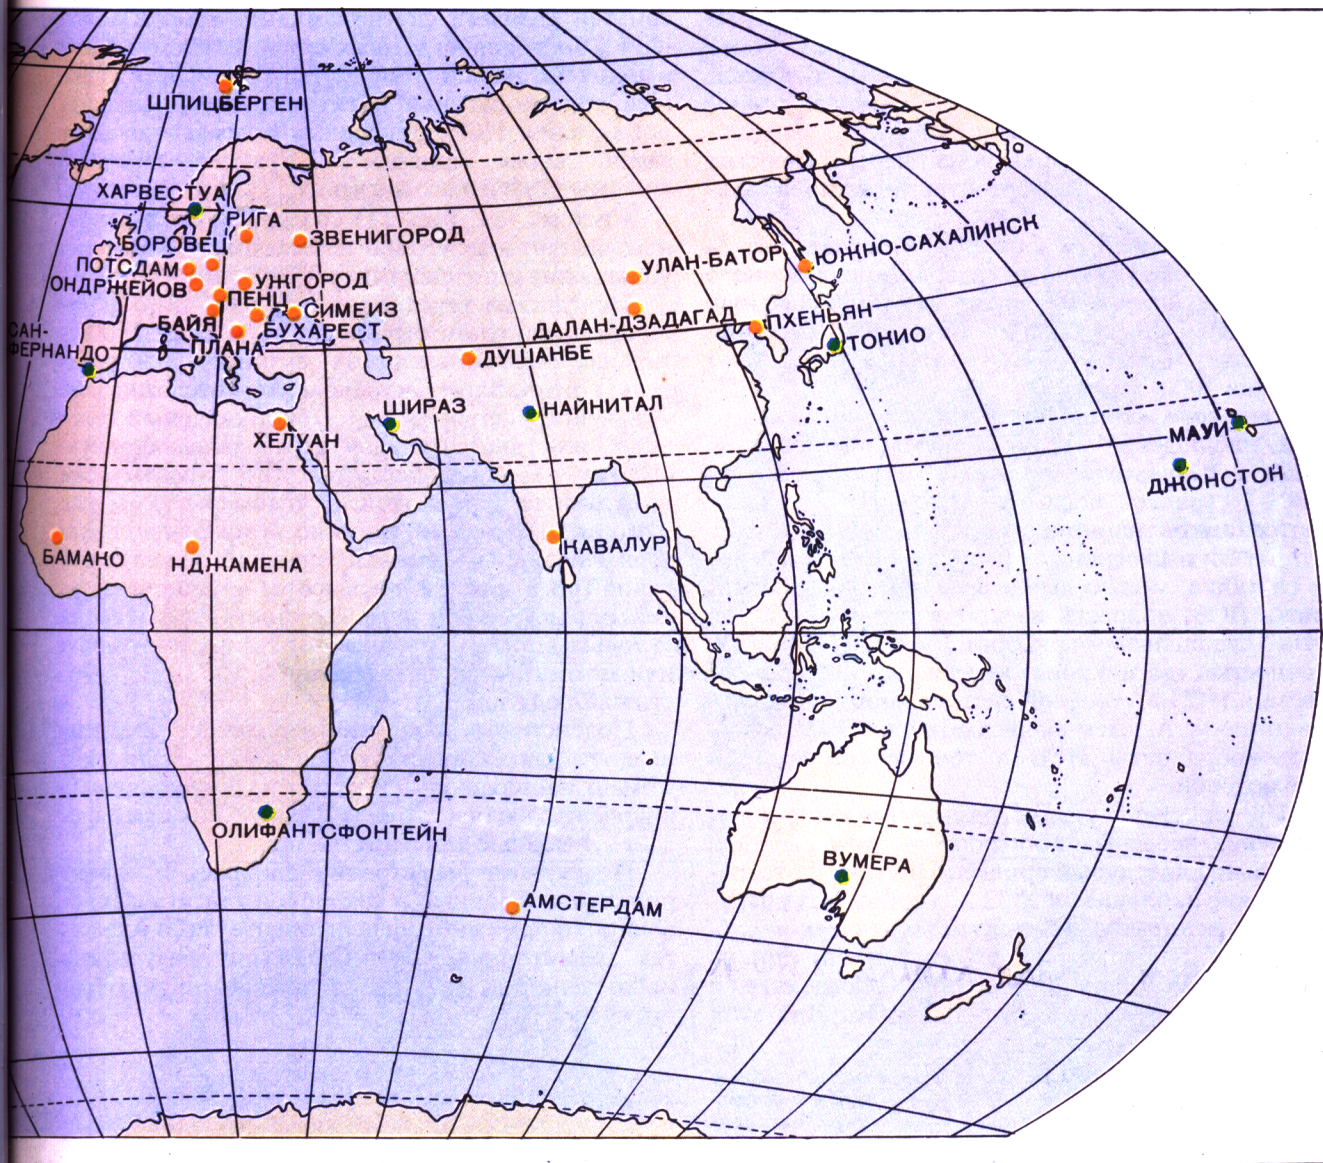 ШПИЦБЕРГЕН
ХАРВЕСТУА
РИГА
ЗВЕНИГОРОД
БОРОВЕЦ
ПОТСДАМ
ОНДРЖЕЙОВ
УЖГОРОД
ПЕНЦ
СИМЕИЗ
БАЙЯ
БУХАРЕСТ
ПЛАНА
САН-
ФЕРНАНДО
УЛАН-БАТОР
ЮЖНО-САХАЛИНСК
ДАЛАН-ДЗАДАГАД
ПХЕНЬЯН
ТОКИО
ДУШАНБЕ
ШИРАЗ
НАЙНИТАЛ
ХЕЛУАН
МАУИ
ДЖОНСТОН
БАМАКО
НДЖАМЕНА
КАВАЛУР
ОЛИФАНТСФОНТЕЙН
ВУМЕРА
АМСТЕРДАМ